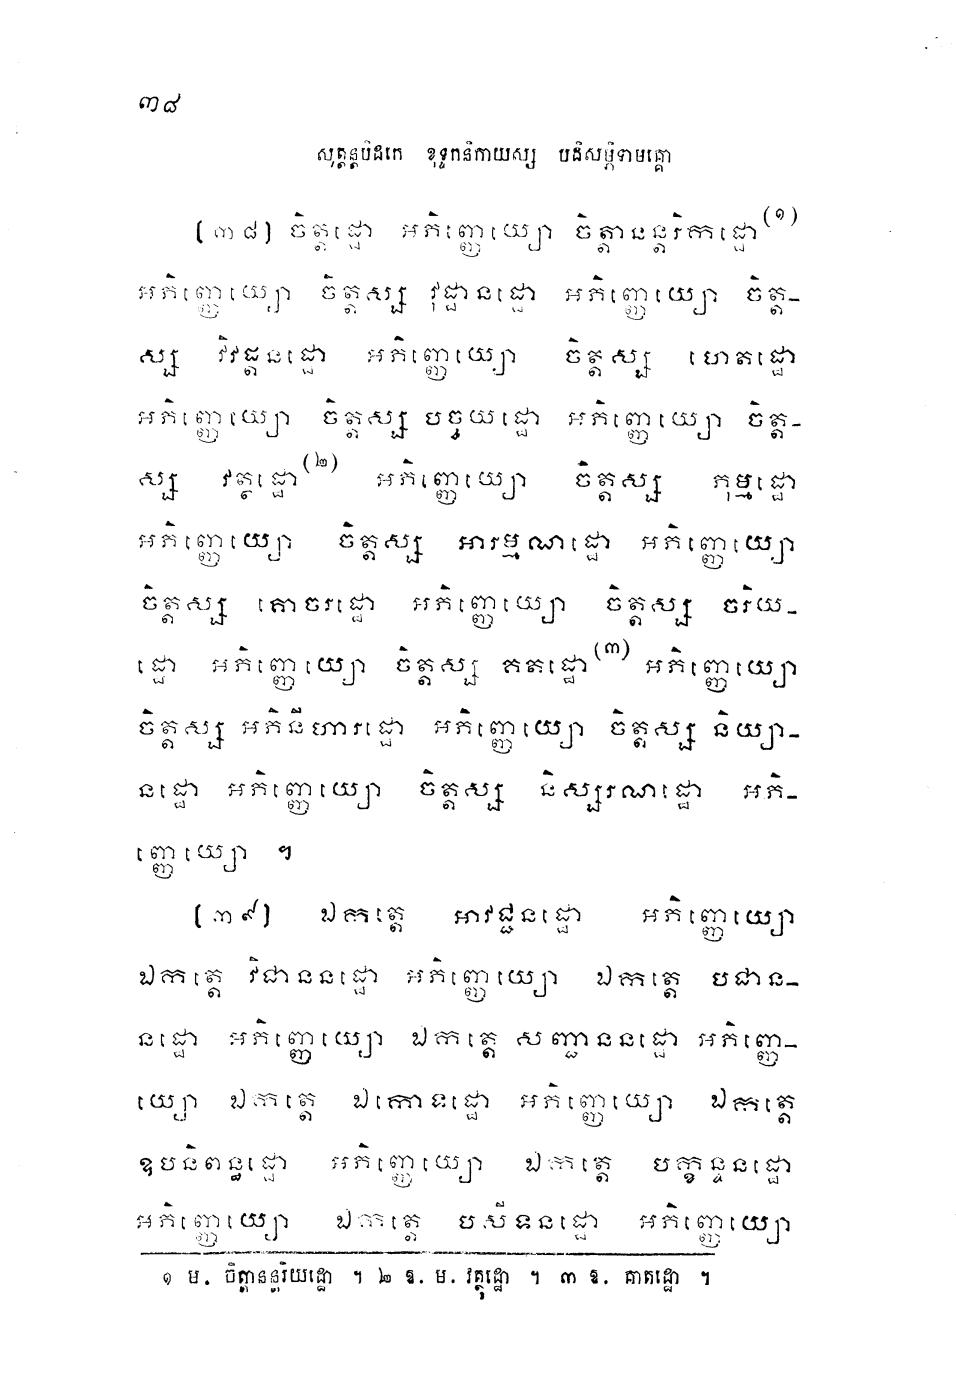 ៣៨
សុត្តន្តបិដកេ ខុទ្ទកនិកាយស្ស បដិសម្ភិទាមគ្គោ
[៣៨] ចិត្តដ្ឋោ អភិញ្ញេយ្យោ ចិត្តានន្តរិកដ្ឋោ(១)
អភិញ្ញេយ្យោ ចិត្តស្ស វុដ្ឋានដ្ឋោ អភិញ្ញេយ្យោ ចិត្ត-
ស្ស វិវដ្តនដ្ឋោ អភិញ្ញេយ្យោ ចិត្តស្ស ហេតដ្ឋោ
អភិញ្ញេយ្យោ ចិត្តស្ស បច្ចយដ្ឋោ អភិញ្ញេយ្យោ ចិត្ត-
ស្ស វត្ថដ្ឋោ(២) អភិញ្ញេយ្យោ ចិត្តស្ស ភុម្មដ្ឋោ
អភិញ្ញេយ្យោ ចិត្តស្ស អារម្មណដ្ឋោ អភិញ្ញេយ្យោ
ចិត្តស្ស គោចរដ្ឋោ អភិញ្ញេយ្យោ ចិត្តស្ស ចរិយ-
ដ្ឋោ អភិញ្ញេយ្យោ ចិត្តស្ស គតដ្ឋោ(៣) អភិញ្ញេយ្យោ
ចិត្តស្ស អភិនីហារដ្ឋោ អភិញ្ញេយ្យោ ចិត្តស្ស និយ្យា-
នដ្ឋោ អភិញ្ញេយ្យោ ចិត្តស្ស និស្សរណដ្ឋោ អភិ-
ញ្ញេយ្យោ ។
[៣៩] ឯកត្តេ អាវជ្ជនដ្ឋោ អភិញ្ញេយ្យោ
ឯកត្តេ វិជាននដ្ឋោ អភិញ្ញេយ្យោ ឯកត្តេ បជាន-
នដ្ឋោ អភិញ្ញេយ្យោ ឯកត្តេ សញ្ជាននដ្ឋោ អភិញ្ញេ-
យ្យោ ឯកត្តេ ឯកោទដ្ឋោ អភិញ្ញេយ្យោ ឯកត្តេ
ឧបនិពន្ធដ្ឋោ អភិញ្ញេយ្យោ ឯកត្តេ បក្ខន្ទនដ្ឋោ
អភិញ្ញេយ្យោ ឯកត្តេ បសីទនដ្ឋោ អភិញ្ញេយ្យោ
១ ម. ចិត្តានន្តរិយដ្ឋោ ។ ២ ឱ. ម. វត្ថុដ្ឋោ ។ ៣ ឱ. គាតដ្ឋោ ។